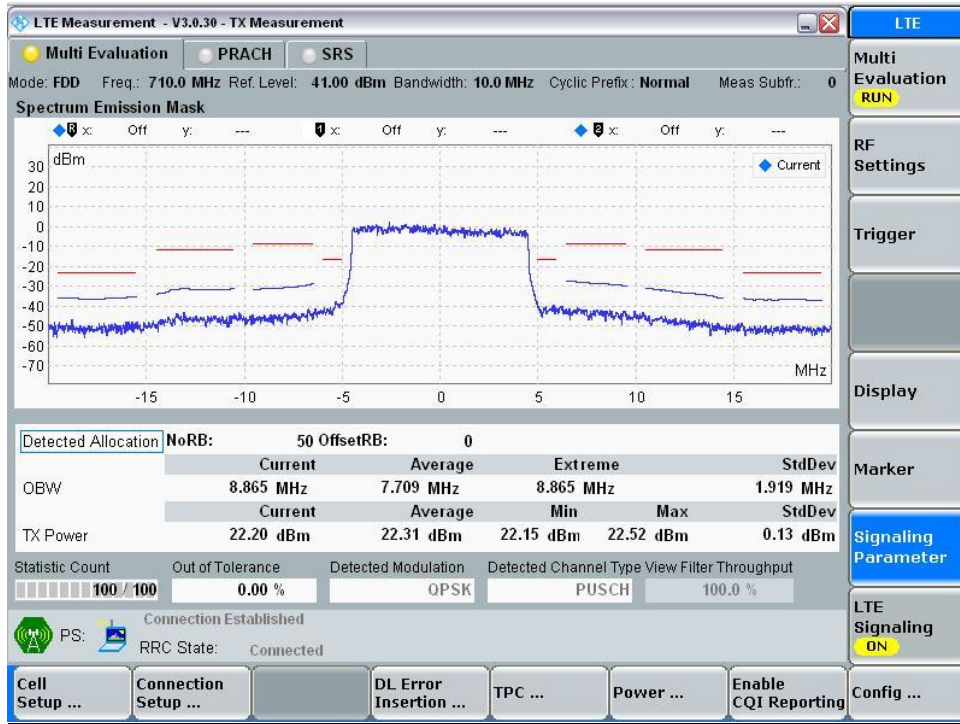 LTE Measurement - V3.0.30 - TX Measurement
LTE
Multi Evaluation PRACH SRS
Multi Evaluation RUN
Mode: FDD Freq.: 710.0 MHz Ref. Level: 41.00 dBm Bandwidth: 10.0 MHz Cyclic Prefix: Normal Meas Subfr.: 0
Spectrum Emission Mask
R x: Off y: --- 1 x: Off y: --- 2 x: Off y: ---
dBm
Current
30
20
10
0
-10
-20
-30
-40
-50
-60
-70
MHz
-15 -10 -5 0 5 10 15
RF Settings
Trigger
Display
Marker
Signaling Parameter
LTE Signaling ON
Detected Allocation NoRB: 50 OffsetRB: 0
Current Average Extreme StdDev
OBW 8.865 MHz 7.709 MHz 8.865 MHz 1.919 MHz
Current Average Min Max StdDev
TX Power 22.20 dBm 22.31 dBm 22.15 dBm 22.52 dBm 0.13 dBm
Statistic Count Out of Tolerance Detected Modulation Detected Channel Type View Filter Throughput
100 / 100 0.00 % QPSK PUSCH 100.0 %
PS: Connection Established
RRC State: Connected
Cell Setup ...
Connection Setup ...
DL Error Insertion ...
TPC ...
Power ...
Enable CQI Reporting
Config ...